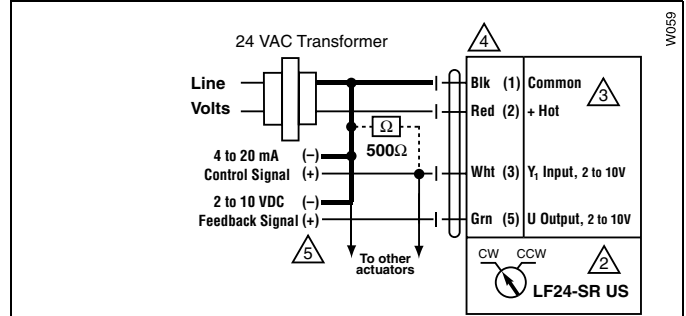 W059
24 VAC Transformer
4
Line
Volts
Blk (1) Common
3
Red (2) + Hot
Ω
500Ω
4 to 20 mA (–)
Control Signal (+)
Wht (3) Y₁ Input, 2 to 10V
2 to 10 VDC (–)
Feedback Signal (+)
Grn (5) U Output, 2 to 10V
5
To other
actuators
CW CCW
2
LF24-SR US